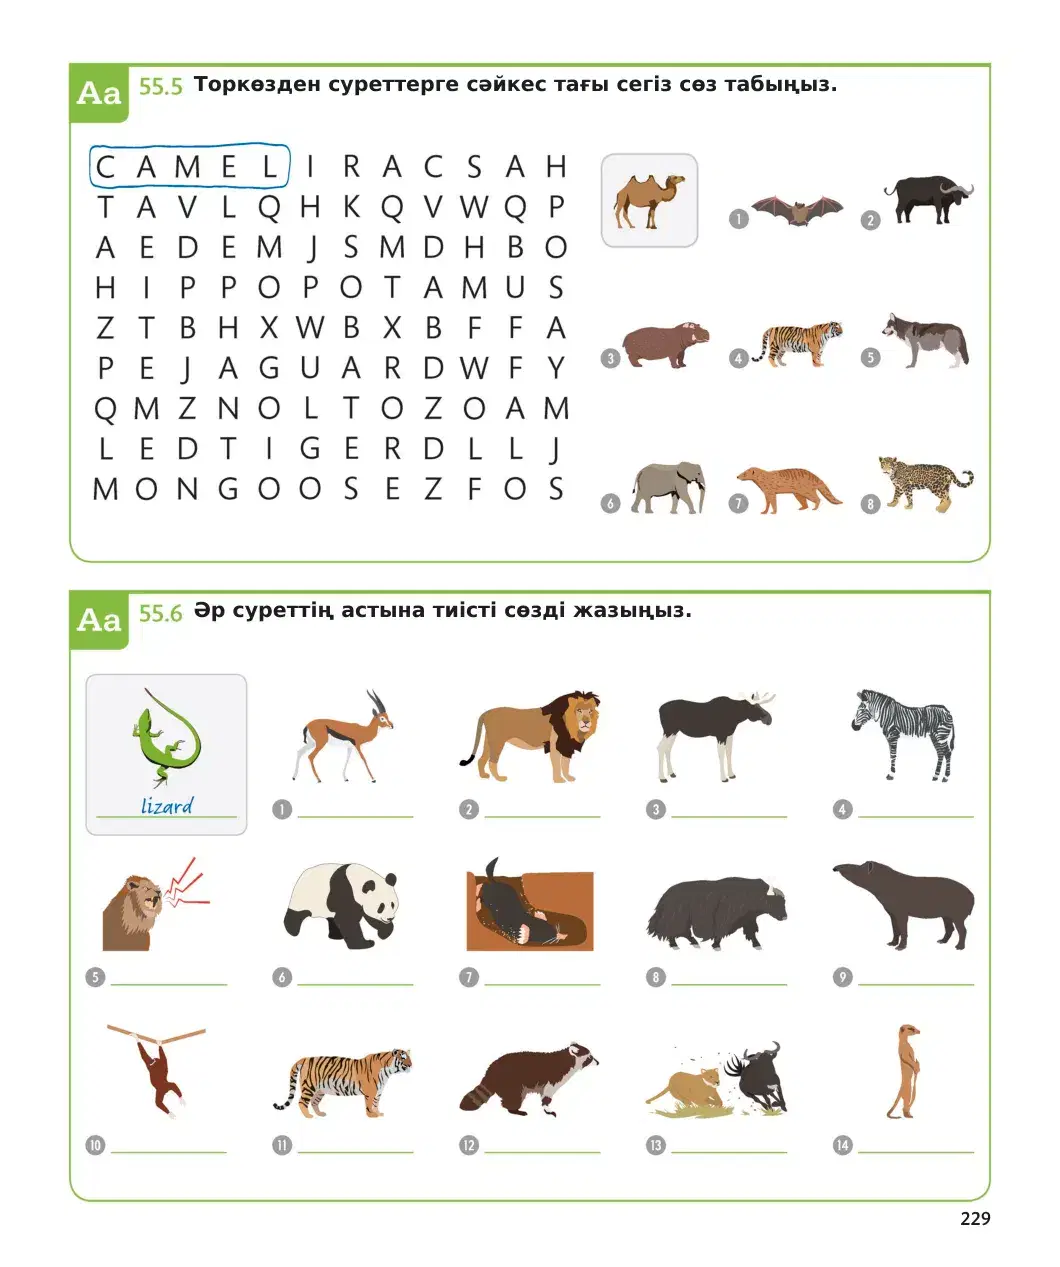 Aa 55.5 Торкөзден суреттерге сәйкес тағы сегіз сөз табыңыз.
C A M E L I R A C S A H
T A V L Q H K Q V W Q P
A E D E M J S M D H B O
H I P P O P O T A M U S
Z T B H X W B X B F F A
P E J A G U A R D W F Y
Q M Z N O L T O Z O A M
L E D T I G E R D L L J
M O N G O O S E Z F O S
1 2
3 4 5
6 7 8
Aa 55.6 Әр суреттің астына тиісті сөзді жазыңыз.
lizard 1 2 3 4
5 6 7 8 9
10 11 12 13 14
229